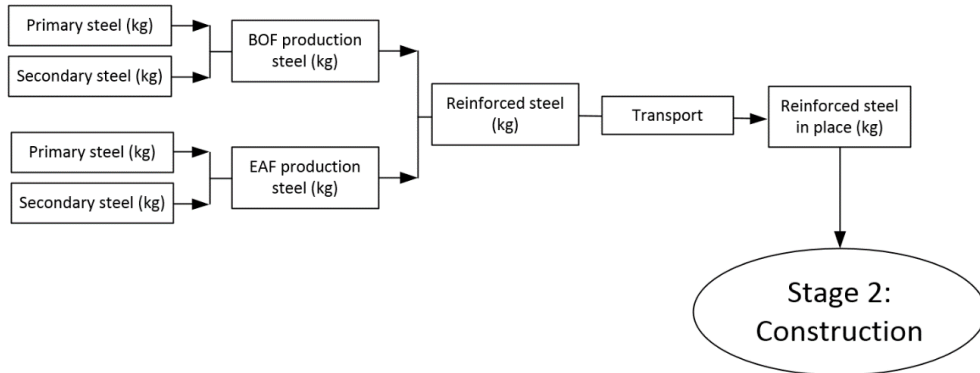 Primary steel (kg)
Secondary steel (kg)
BOF production
steel (kg)
Primary steel (kg)
Secondary steel (kg)
EAF production
steel (kg)
Reinforced steel
(kg)
Transport
Reinforced steel
in place (kg)
Stage 2:
Construction